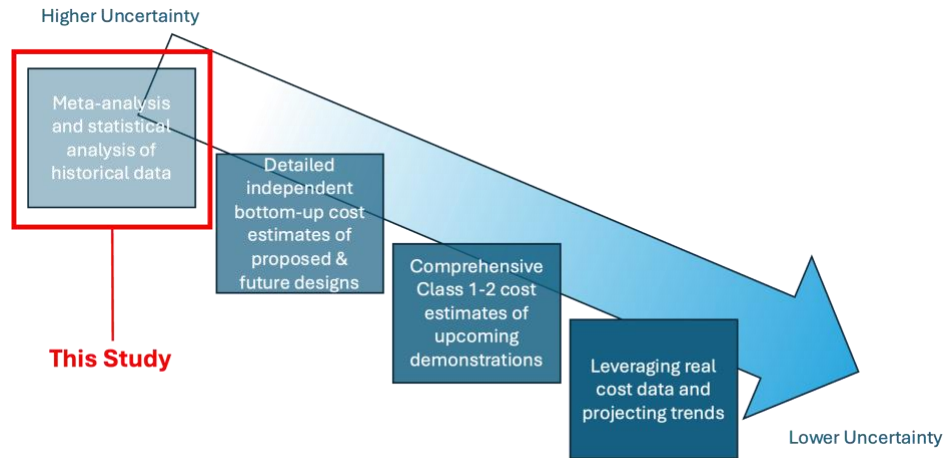 Higher Uncertainty
Meta-analysis
and statistical
analysis of
historical data
Detailed
independent
bottom-up cost
estimates of
proposed &
future designs
Comprehensive
Class 1-2 cost
estimates of
upcoming
demonstrations
This Study
Leveraging real
cost data and
projecting trends
Lower Uncertainty